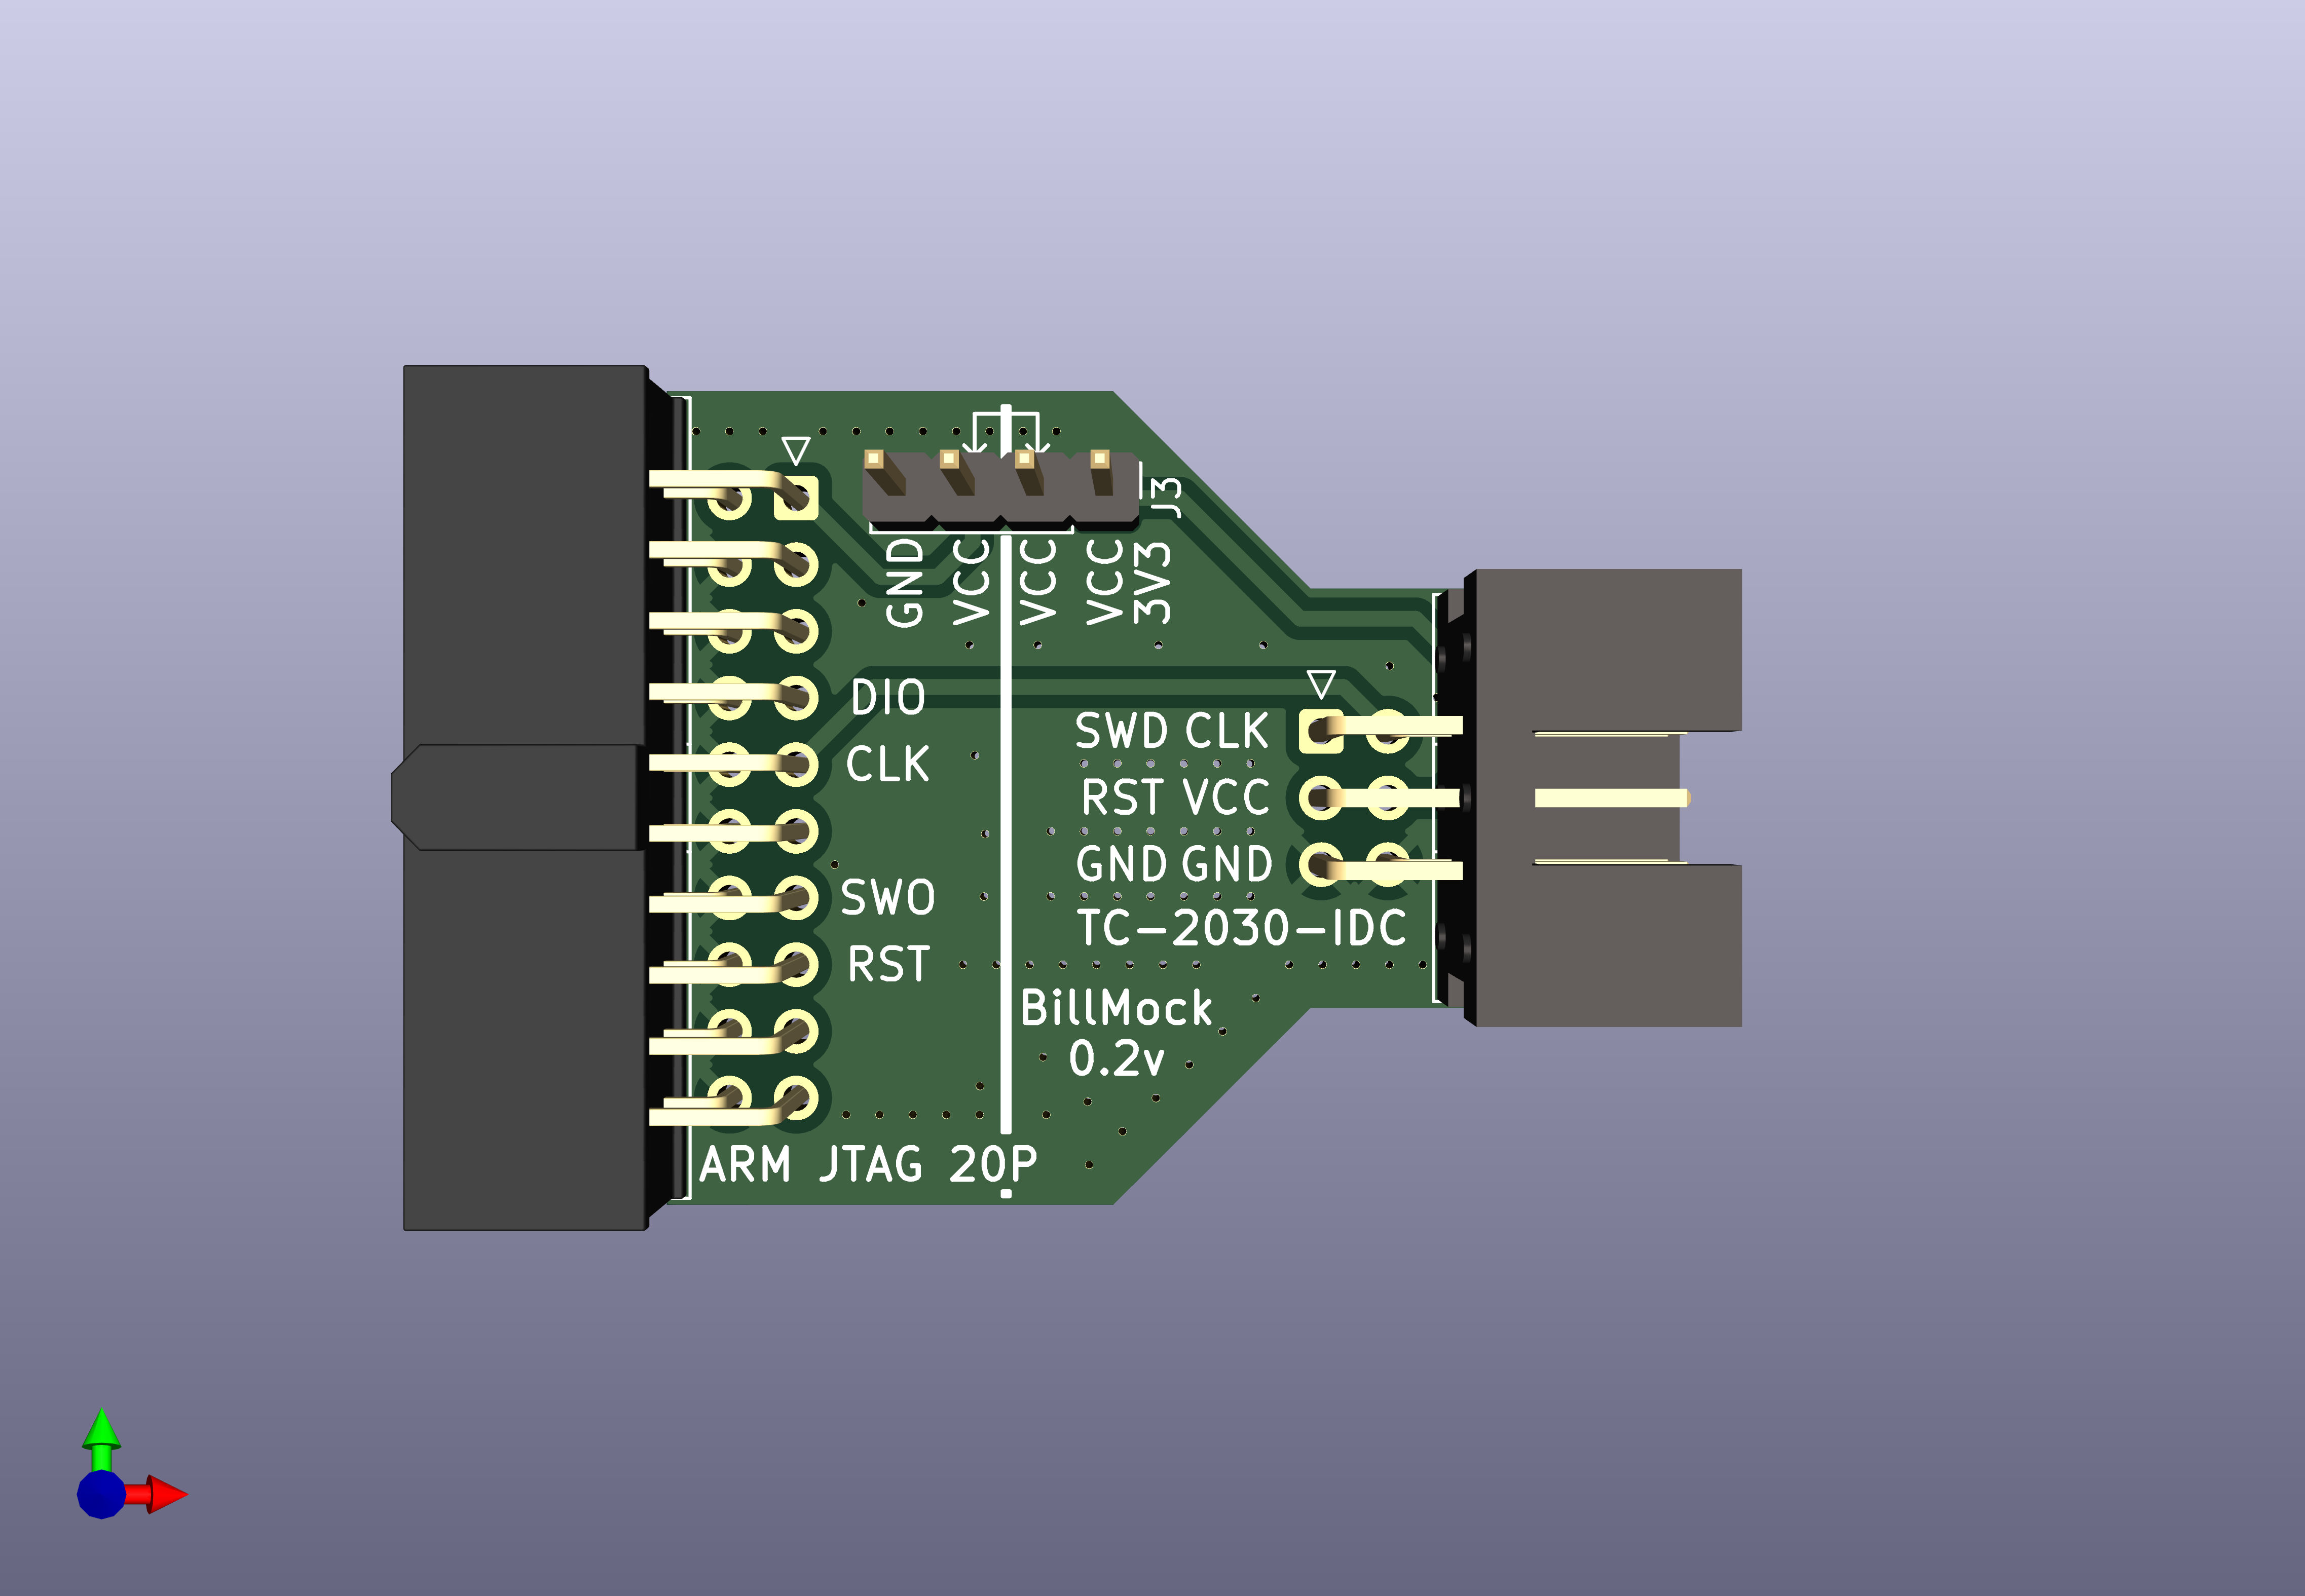 J3
GND VCC VCC VCC 3V3
DIO
CLK
SWO
RST
SWD CLK
RST VCC
GND GND
TC-2030-IDC
BillMock
0.2v
ARM JTAG 20P